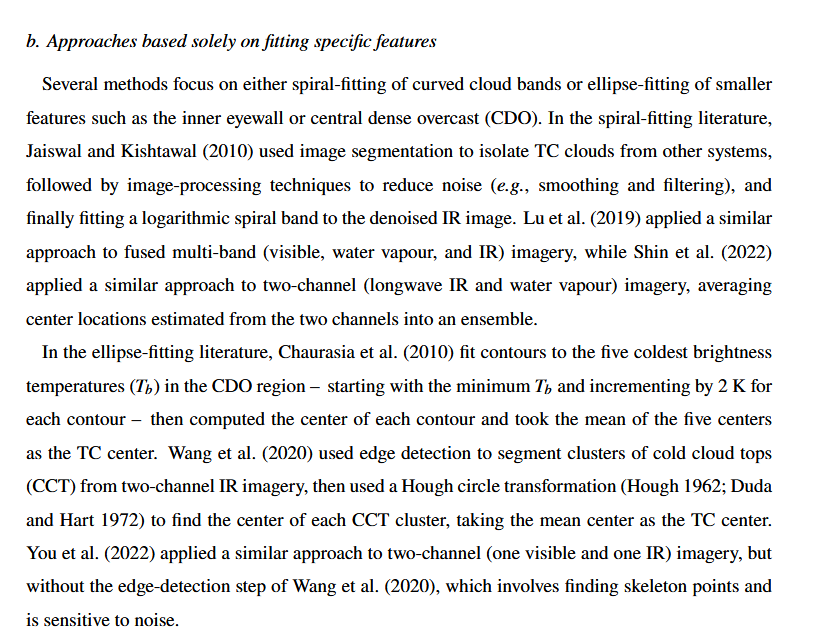 b. Approaches based solely on fitting specific features
Several methods focus on either spiral-fitting of curved cloud bands or ellipse-fitting of smaller
features such as the inner eyewall or central dense overcast (CDO). In the spiral-fitting literature,
Jaiswal and Kishtawal (2010) used image segmentation to isolate TC clouds from other systems,
followed by image-processing techniques to reduce noise (e.g., smoothing and filtering), and
finally fitting a logarithmic spiral band to the denoised IR image. Lu et al. (2019) applied a similar
approach to fused multi-band (visible, water vapour, and IR) imagery, while Shin et al. (2022)
applied a similar approach to two-channel (longwave IR and water vapour) imagery, averaging
center locations estimated from the two channels into an ensemble.
In the ellipse-fitting literature, Chaurasia et al. (2010) fit contours to the five coldest brightness
temperatures (T_b) in the CDO region – starting with the minimum T_b and incrementing by 2 K for
each contour – then computed the center of each contour and took the mean of the five centers
as the TC center. Wang et al. (2020) used edge detection to segment clusters of cold cloud tops
(CCT) from two-channel IR imagery, then used a Hough circle transformation (Hough 1962; Duda
and Hart 1972) to find the center of each CCT cluster, taking the mean center as the TC center.
You et al. (2022) applied a similar approach to two-channel (one visible and one IR) imagery, but
without the edge-detection step of Wang et al. (2020), which involves finding skeleton points and
is sensitive to noise.